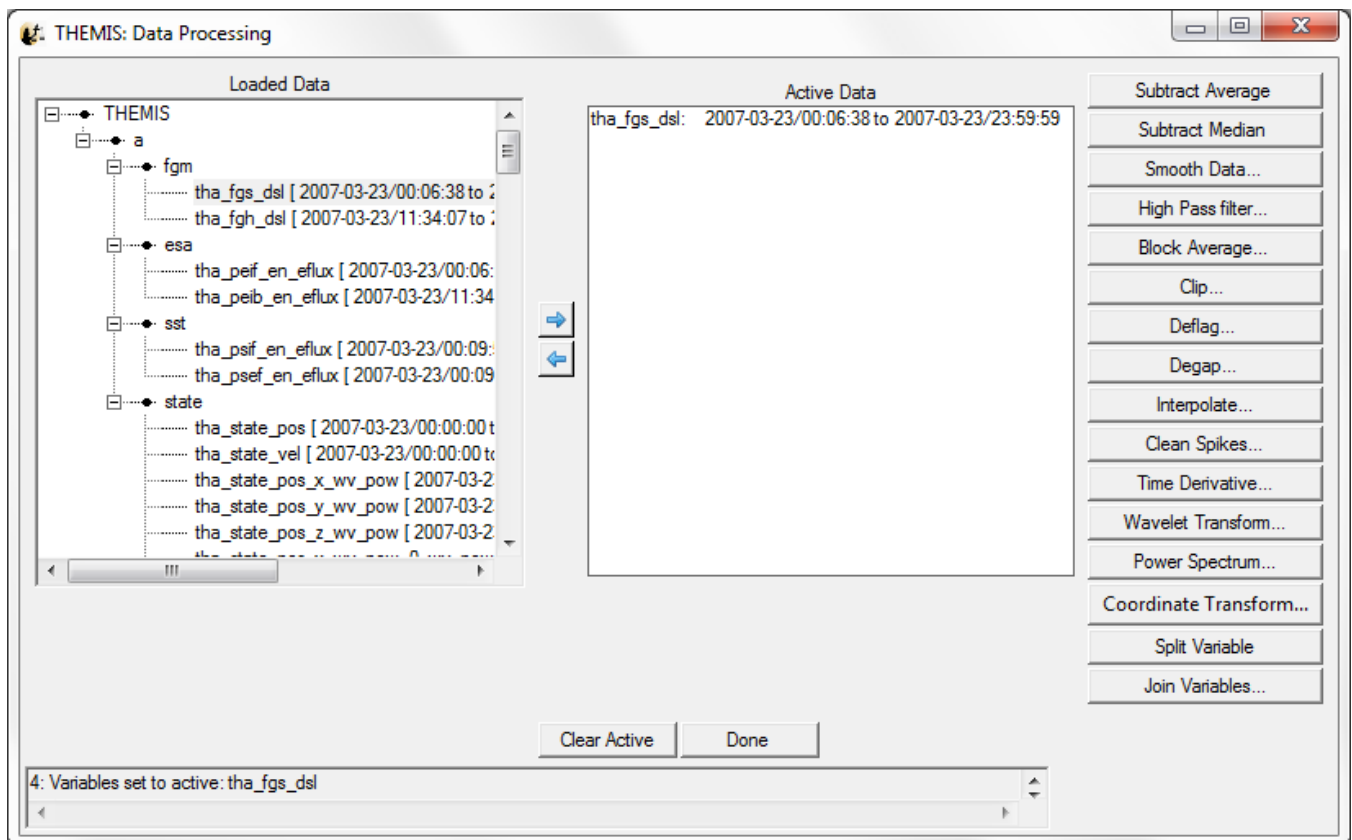 THEMIS: Data Processing
Loaded Data
THEMIS
a
fgm
tha_fgs_dsl [ 2007-03-23/00:06:38 to 2
tha_fgh_dsl [ 2007-03-23/11:34:07 to
esa
tha_peif_en_eflux [ 2007-03-23/00:06:
tha_peib_en_eflux [ 2007-03-23/11:34
sst
tha_psif_en_eflux [ 2007-03-23/00:09:
tha_psef_en_eflux [ 2007-03-23/00:09
state
tha_state_pos [ 2007-03-23/00:00:00 t
tha_state_vel [ 2007-03-23/00:00:00 to
tha_state_pos_x_wv_pow [ 2007-03-2
tha_state_pos_y_wv_pow [ 2007-03-2
tha_state_pos_z_wv_pow [ 2007-03-2
Active Data
tha_fgs_dsl: 2007-03-23/00:06:38 to 2007-03-23/23:59:59
Subtract Average
Subtract Median
Smooth Data...
High Pass filter...
Block Average...
Clip...
Deflag...
Degap...
Interpolate...
Clean Spikes...
Time Derivative...
Wavelet Transform...
Power Spectrum...
Coordinate Transform...
Split Variable
Join Variables...
Clear Active
Done
4: Variables set to active: tha_fgs_dsl